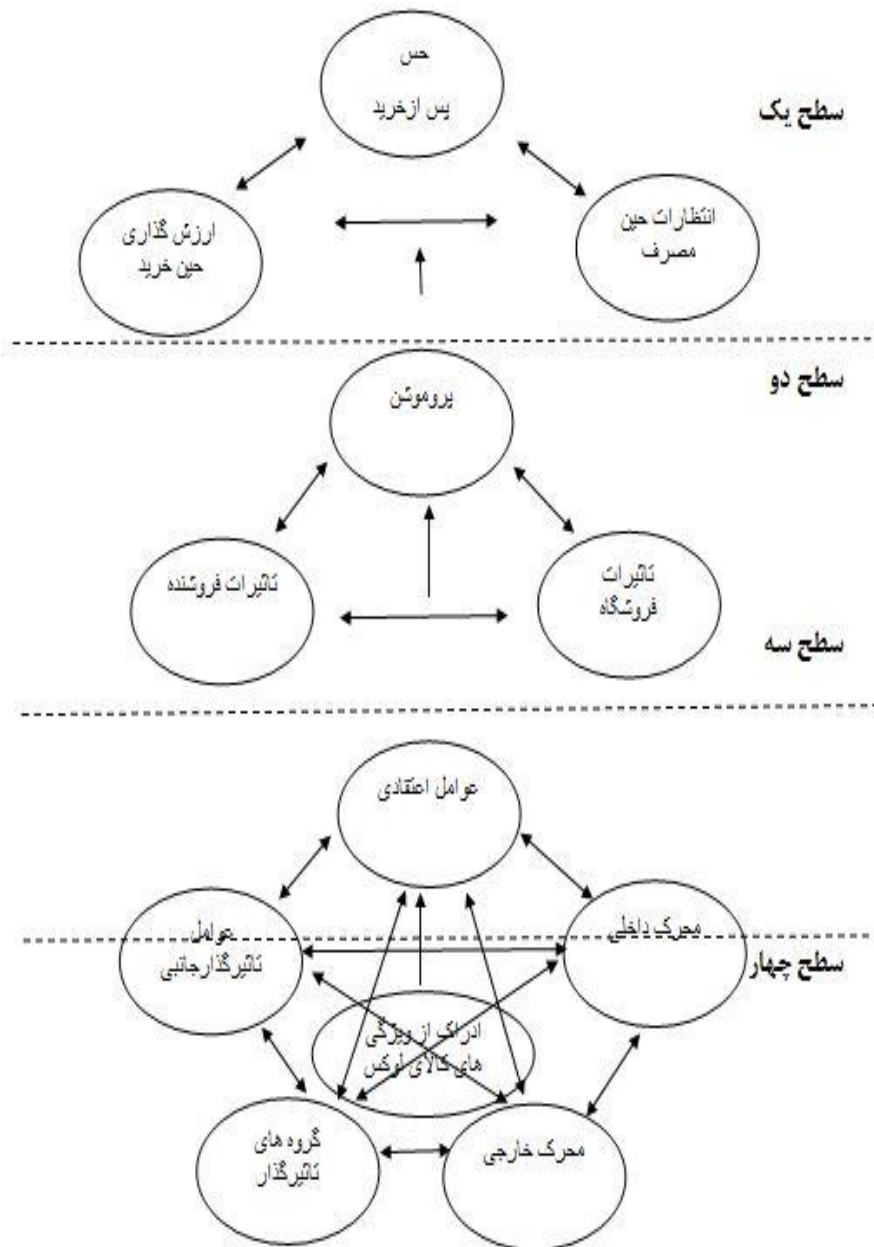 حس
پس ازخرید
سطح یک
انتظارات حین
مصرف
ارزش گذاری
حین خرید
سطح دو
پروموشن
تاثیرات
فروشگاه
تاثیرات فروشنده
سطح سه
عوامل اعتقادی
محرک داخلی
عوامل
تاثیرگذارجانبی
سطح چهار
ادراک از ویژگی
های کالای لوکس
محرک خارجی
گروه های
تاثیرگذار